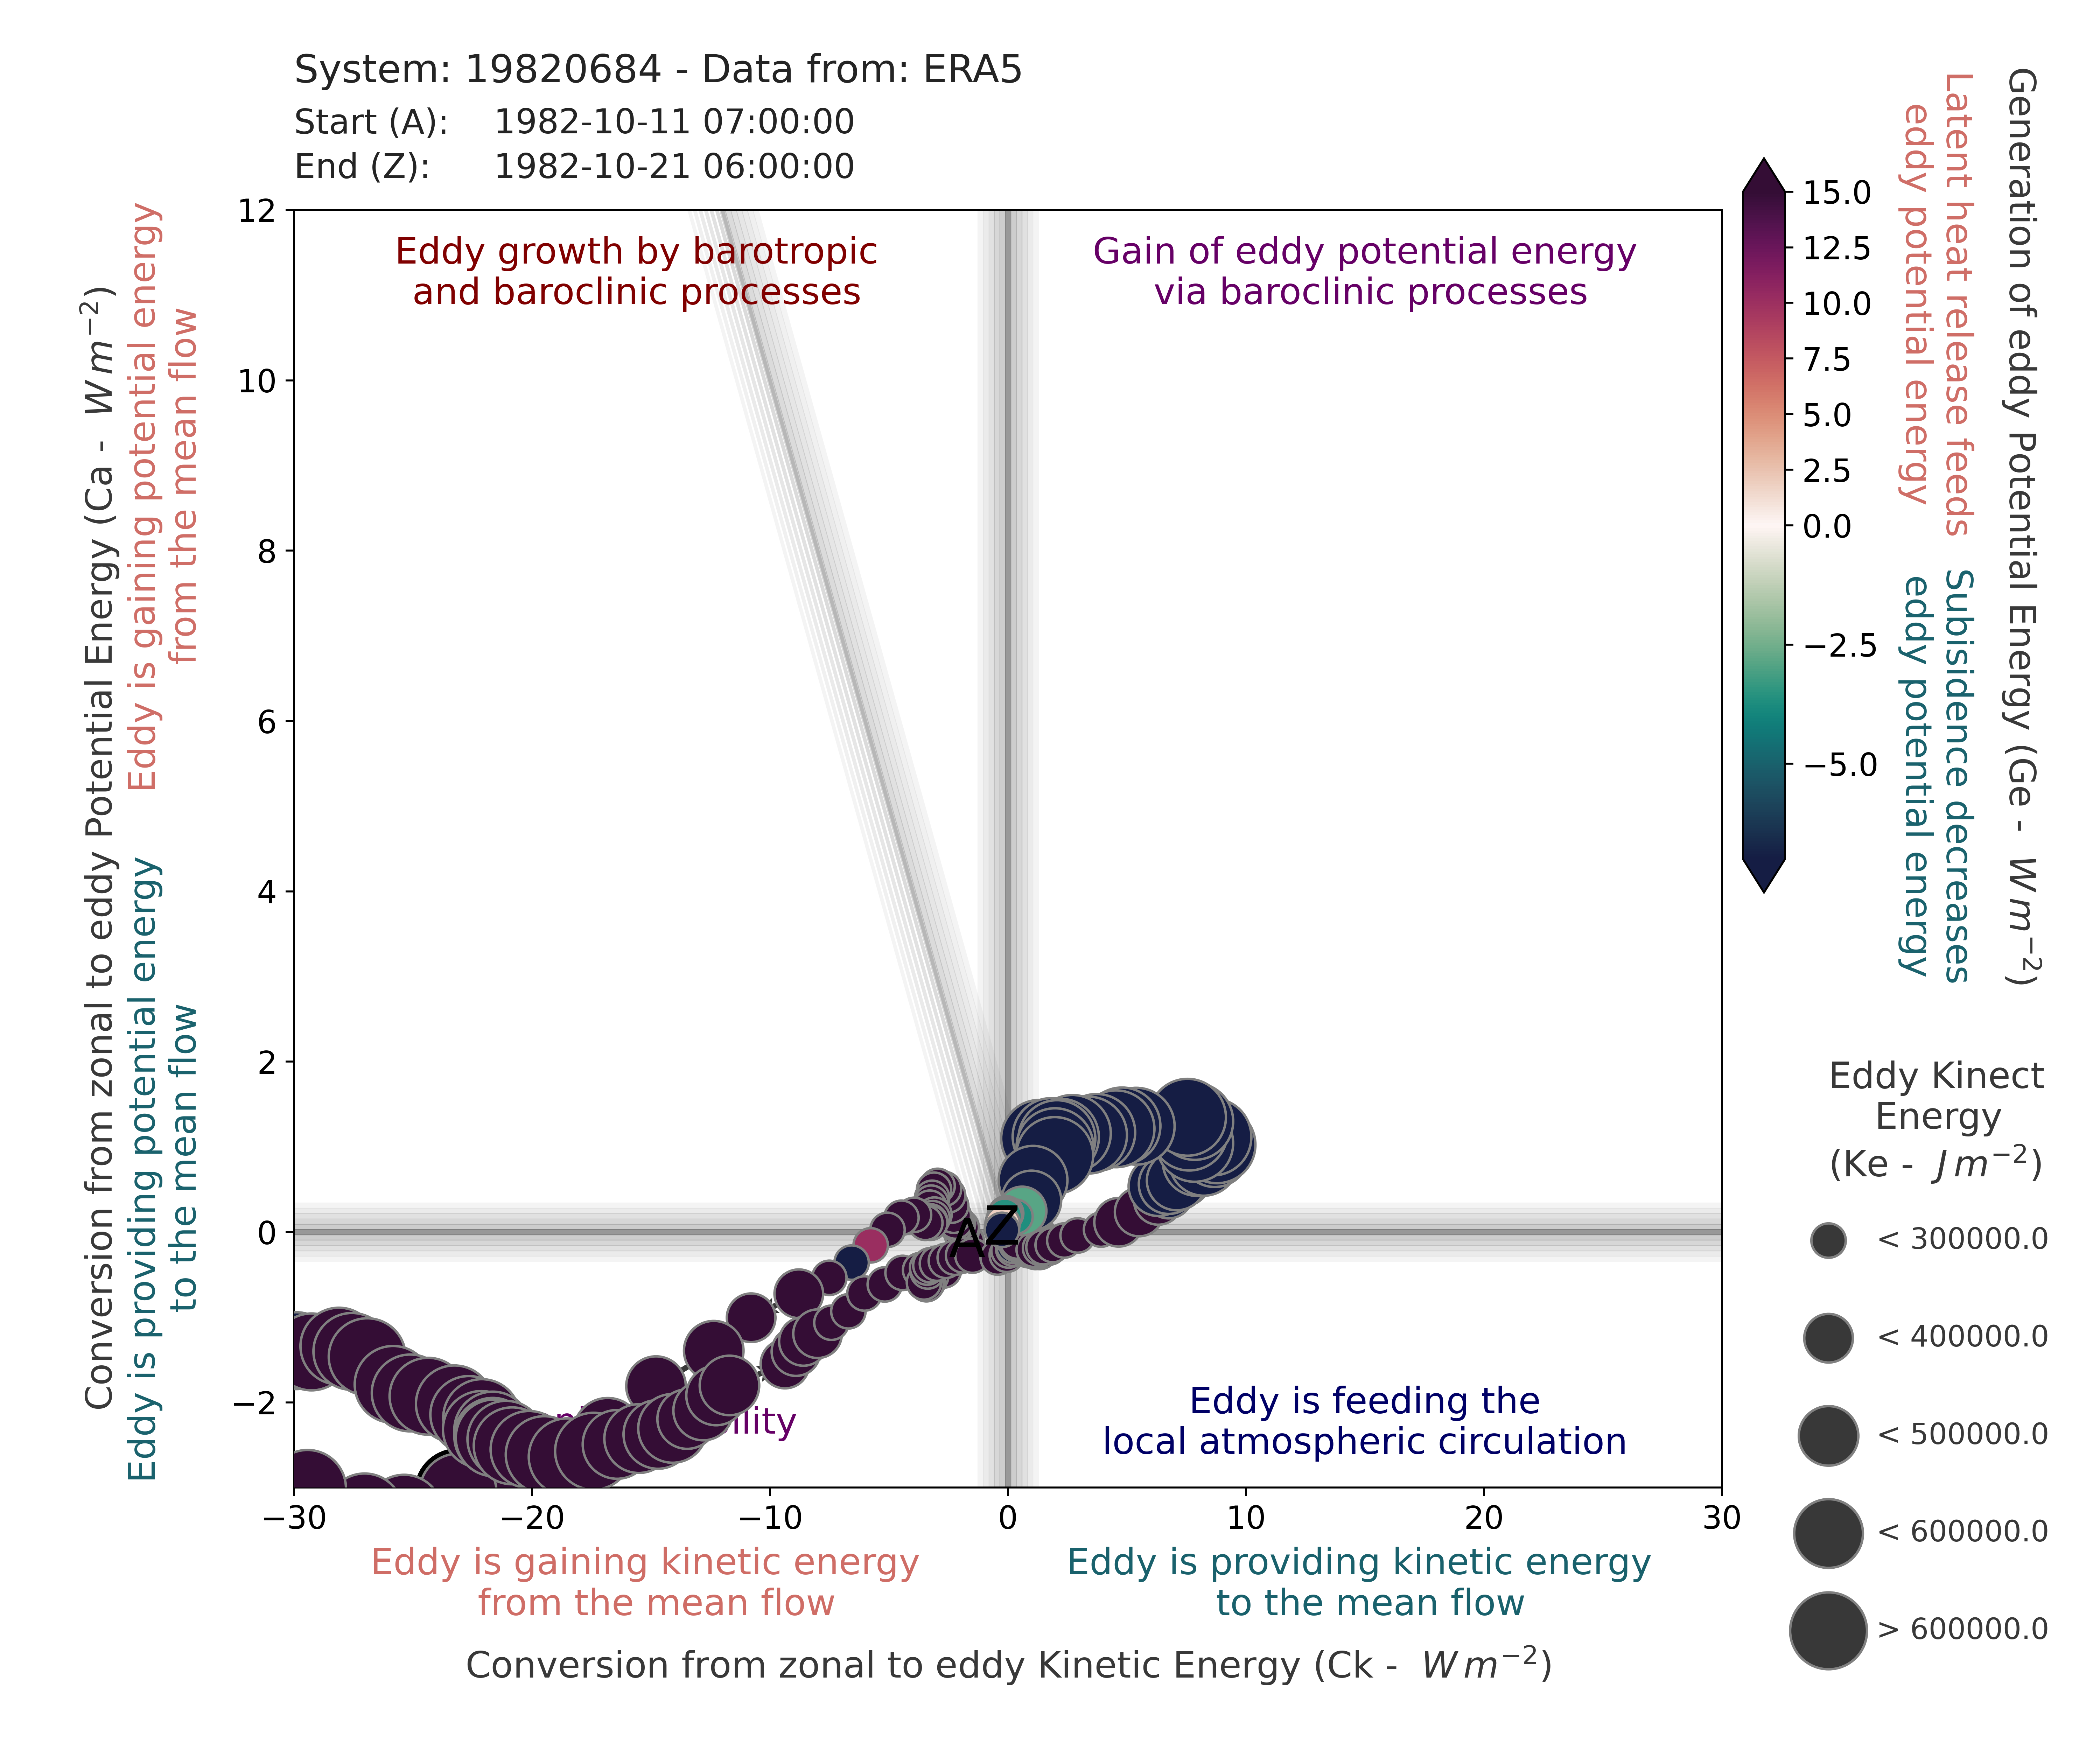 System: 19820684 - Data from: ERA5
Start (A): 1982-10-11 07:00:00
End (Z): 1982-10-21 06:00:00
Conversion from zonal to eddy Potential Energy (Ca - W m⁻²)
Eddy is gaining potential energy
from the mean flow
Eddy is providing potential energy
to the mean flow
12
10
8
6
4
2
0
−2
Eddy growth by barotropic
and baroclinic processes
Gain of eddy potential energy
via baroclinic processes
A
Z
Eddy is feeding the
local atmospheric circulation
−30
−20
−10
0
10
20
30
Eddy is gaining kinetic energy
from the mean flow
Eddy is providing kinetic energy
to the mean flow
Conversion from zonal to eddy Kinetic Energy (Ck - W m⁻²)
15.0
12.5
10.0
7.5
5.0
2.5
0.0
−2.5
−5.0
Latent heat release feeds
eddy potential energy
Subisidence decreases
eddy potential energy
Generation of eddy Potential Energy (Ge - W m⁻²)
Eddy Kinect
Energy
(Ke - J m⁻²)
< 300000.0
< 400000.0
< 500000.0
< 600000.0
> 600000.0